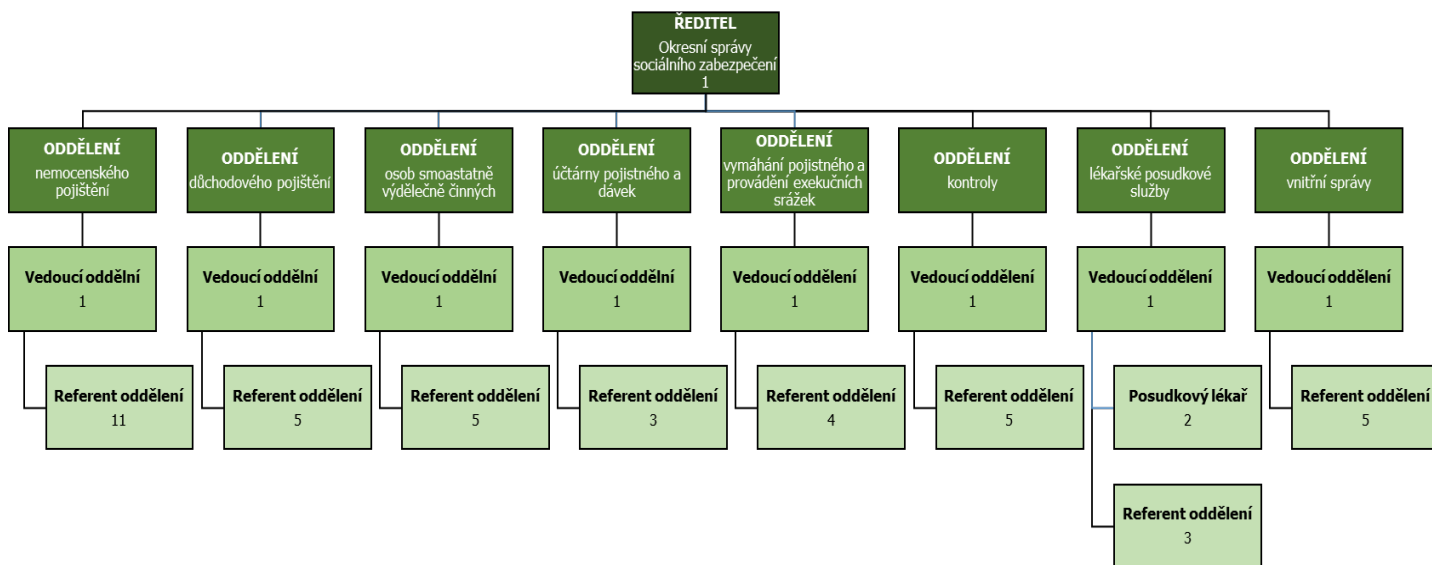 ŘEDITEL
Okresní správy
sociálního zabezpečení
1
ODDĚLENÍ
nemocenského
pojištění
ODDĚLENÍ
důchodového pojištění
ODDĚLENÍ
osob smoastatně
výdělečně činných
ODDĚLENÍ
účtárny pojistného a
dávek
ODDĚLENÍ
vymáhání pojistného a
provádění exekučních
srážek
ODDĚLENÍ
kontroly
ODDĚLENÍ
lékařské posudkové
služby
ODDĚLENÍ
vnitřní správy
Vedoucí oddělní
1
Vedoucí oddělní
1
Vedoucí oddělní
1
Vedoucí oddělní
1
Vedoucí oddělení
1
Vedoucí oddělení
1
Vedoucí oddělení
1
Vedoucí oddělení
1
Referent oddělení
11
Referent oddělení
5
Referent oddělení
5
Referent oddělení
3
Referent oddělení
4
Referent oddělení
5
Posudkový lékař
2
Referent oddělení
5
Referent oddělení
3